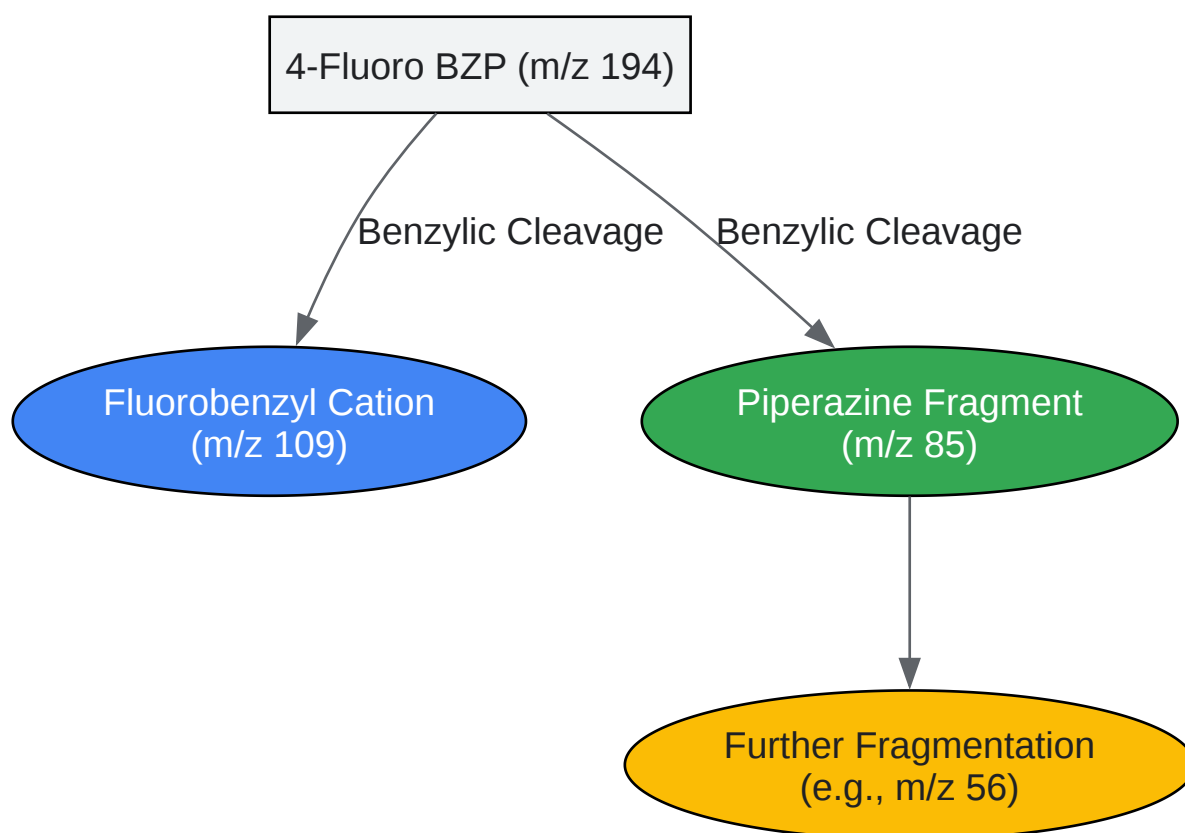 4-Fluoro BZP (m/z 194)
Benzylic Cleavage
Benzylic Cleavage
Fluorobenzyl Cation
(m/z 109)
Piperazine Fragment
(m/z 85)
Further Fragmentation
(e.g., m/z 56)